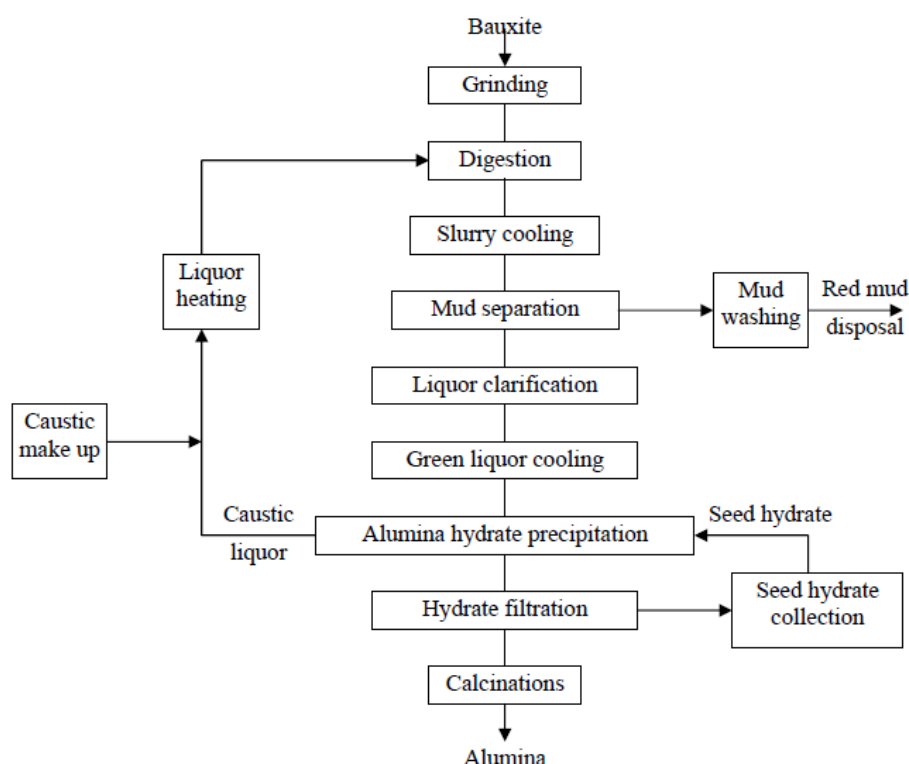 Bauxite
Grinding
Digestion
Slurry cooling
Liquor
heating
Mud separation
Mud
washing
Red mud
disposal
Liquor clarification
Caustic
make up
Green liquor cooling
Caustic
liquor
Alumina hydrate precipitation
Seed hydrate
Hydrate filtration
Seed hydrate
collection
Calcinations
Alumina